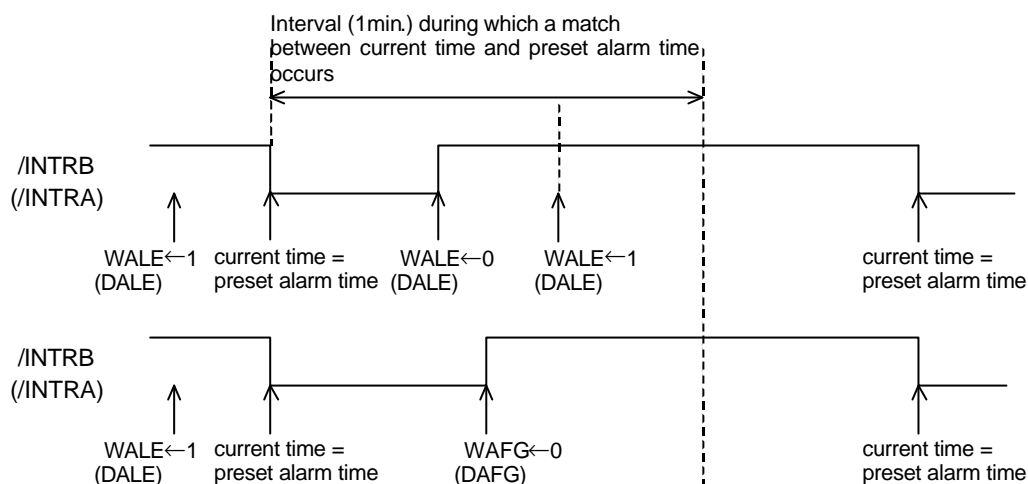 Interval (1min.) during which a match
between current time and preset alarm time
occurs
/INTRB
(/INTRA)
WALE←1
(DALE)
current time =
preset alarm time
WALE←0
(DALE)
WALE←1
(DALE)
current time =
preset alarm time
/INTRB
(/INTRA)
WALE←1
(DALE)
current time =
preset alarm time
WAFG←0
(DAFG)
current time =
preset alarm time